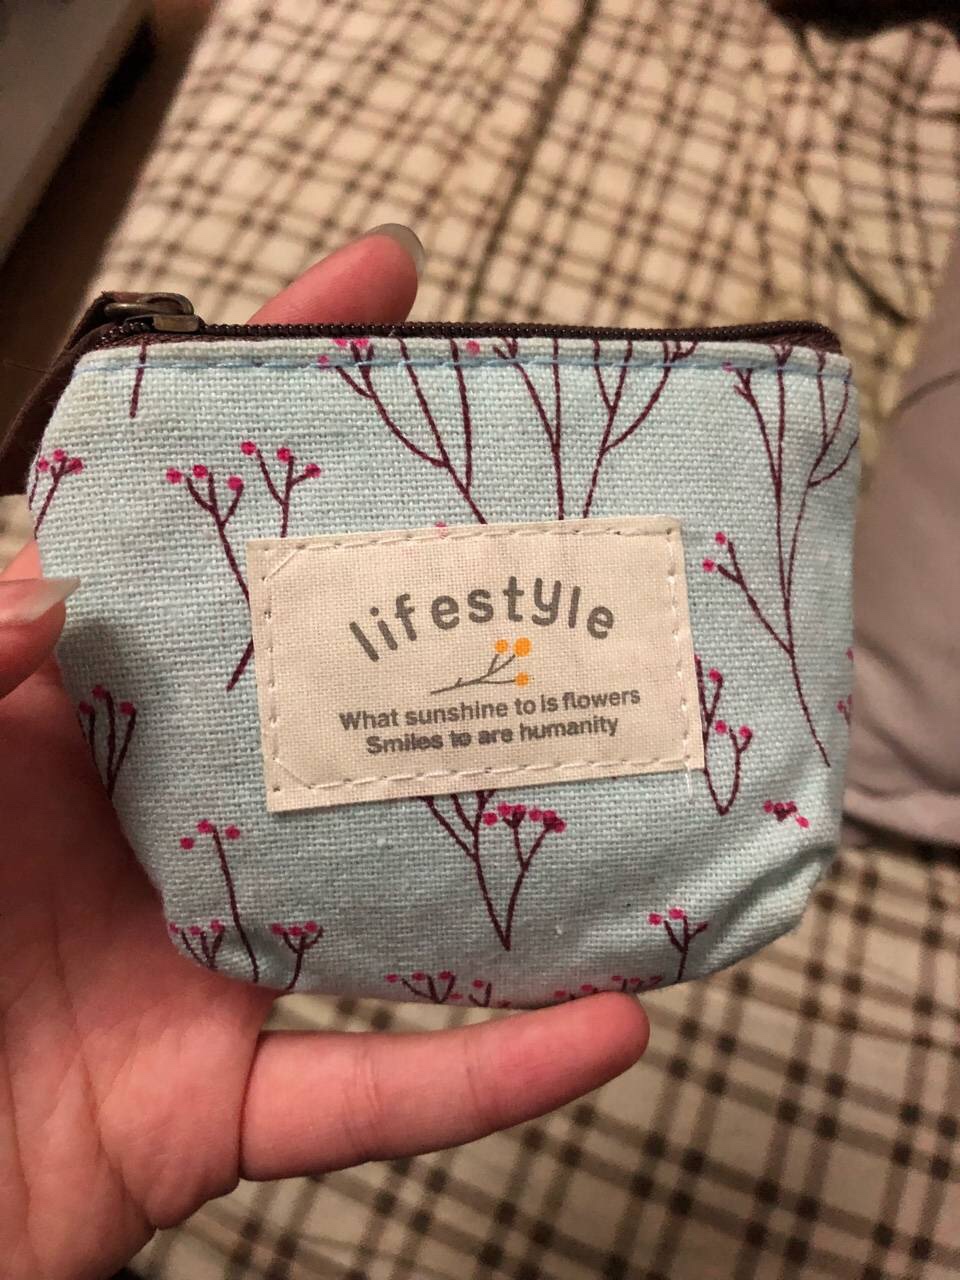 lifestyle
What sunshine to is flowers
Smiles to are humanity